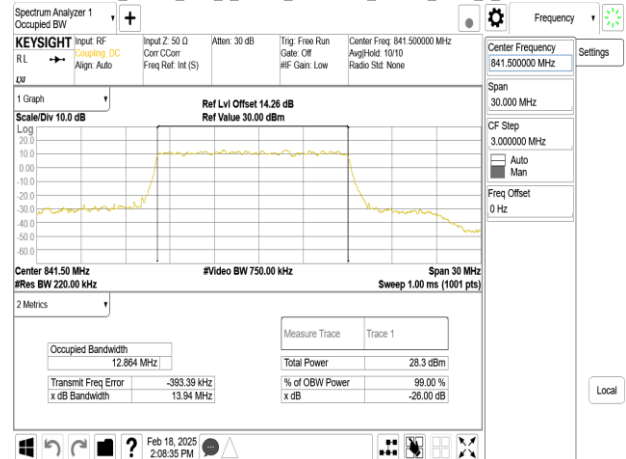 Spectrum Analyzer 1
Occupied BW
Frequency
KEYSIGHT
RL
Input: RF
Coupling: DC
Align: Auto
Input Z: 50 Ω
Corr CCorr
Freq Ref: Int (S)
Atten: 30 dB
Trig: Free Run
Gate: Off
#IF Gain: Low
Center Freq: 841.500000 MHz
Avg|Hold: 10/10
Radio Std: None
Center Frequency
841.500000 MHz
Settings
Span
30.000 MHz
CF Step
3.000000 MHz
Auto
Man
Freq Offset
0 Hz
1 Graph
Scale/Div 10.0 dB
Ref Lvl Offset 14.26 dB
Ref Value 30.00 dBm
Log
20.0
10.0
0.00
-10.0
-20.0
-30.0
-40.0
-50.0
-60.0
Center 841.50 MHz
#Video BW 750.00 kHz
Span 30 MHz
#Res BW 220.00 kHz
Sweep 1.00 ms (1001 pts)
2 Metrics
Measure Trace
Trace 1
Occupied Bandwidth
12.864 MHz
Total Power
28.3 dBm
Transmit Freq Error
-393.39 kHz
% of OBW Power
99.00 %
x dB Bandwidth
13.94 MHz
x dB
-26.00 dB
Local
?
Feb 18, 2025
2:08:35 PM